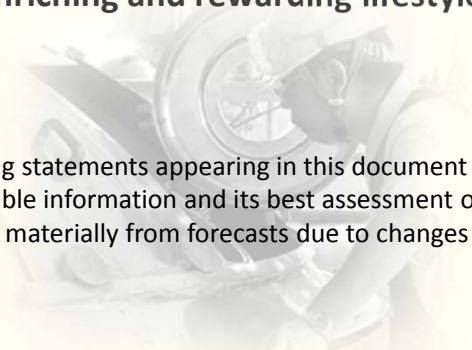 nriching and rewarding lifestyle
g statements appearing in this document
ble information and its best assessment o
materially from forecasts due to changes